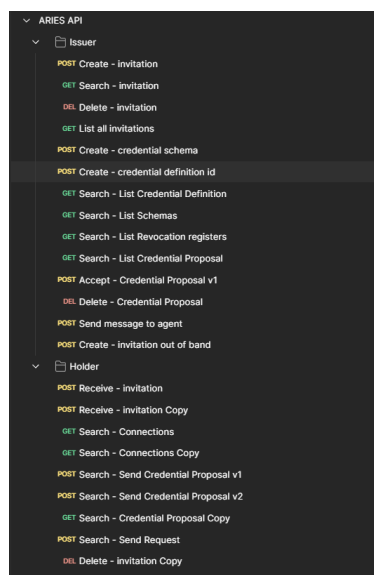 ARIES API
Issuer
POST Create - invitation
GET Search - invitation
DEL Delete - invitation
GET List all invitations
POST Create - credential schema
POST Create - credential definition id
GET Search - List Credential Definition
GET Search - List Schemas
GET Search - List Revocation registers
GET Search - List Credential Proposal
POST Accept - Credential Proposal v1
DEL Delete - Credential Proposal
POST Send message to agent
POST Create - invitation out of band
Holder
POST Receive - invitation
POST Receive - invitation Copy
GET Search - Connections
GET Search - Connections Copy
POST Search - Send Credential Proposal v1
POST Search - Send Credential Proposal v2
GET Search - Credential Proposal Copy
POST Search - Send Request
DEL Delete - invitation Copy